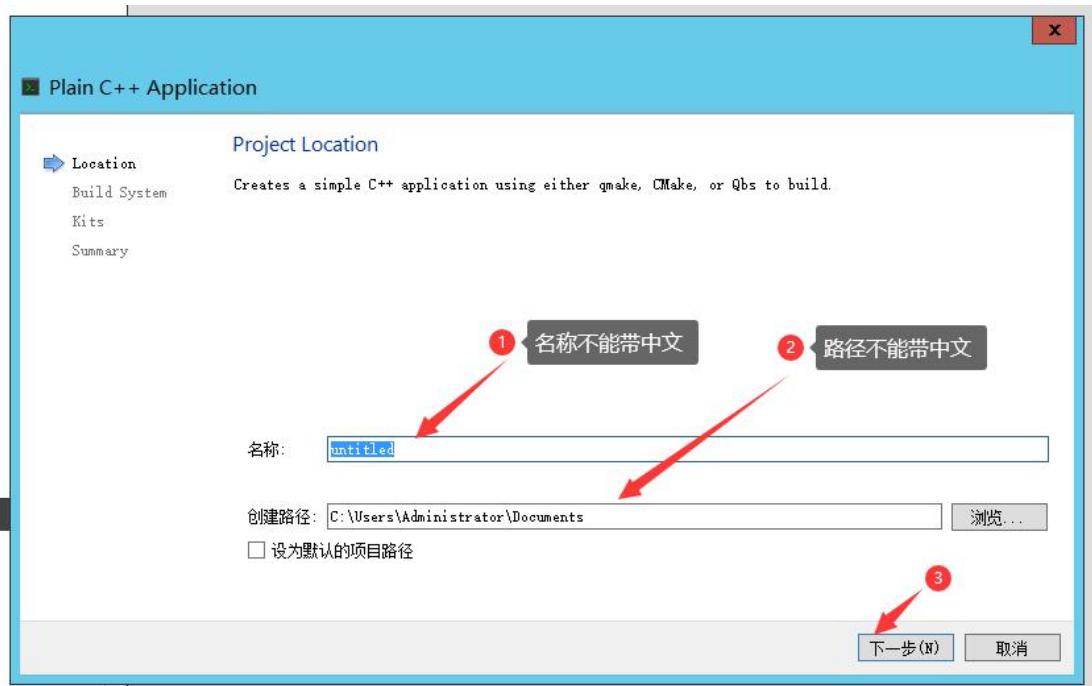 x
Plain C++ Application
Location
Build System
Kits
Summary
Project Location
Creates a simple C++ application using either qmake, CMake, or Qbs to build.
1 名称不能带中文
2 路径不能带中文
名称: untitled
创建路径: C:\Users\Administrator\Documents 浏览...
设为默认的项目路径
3
下一步(N) 取消